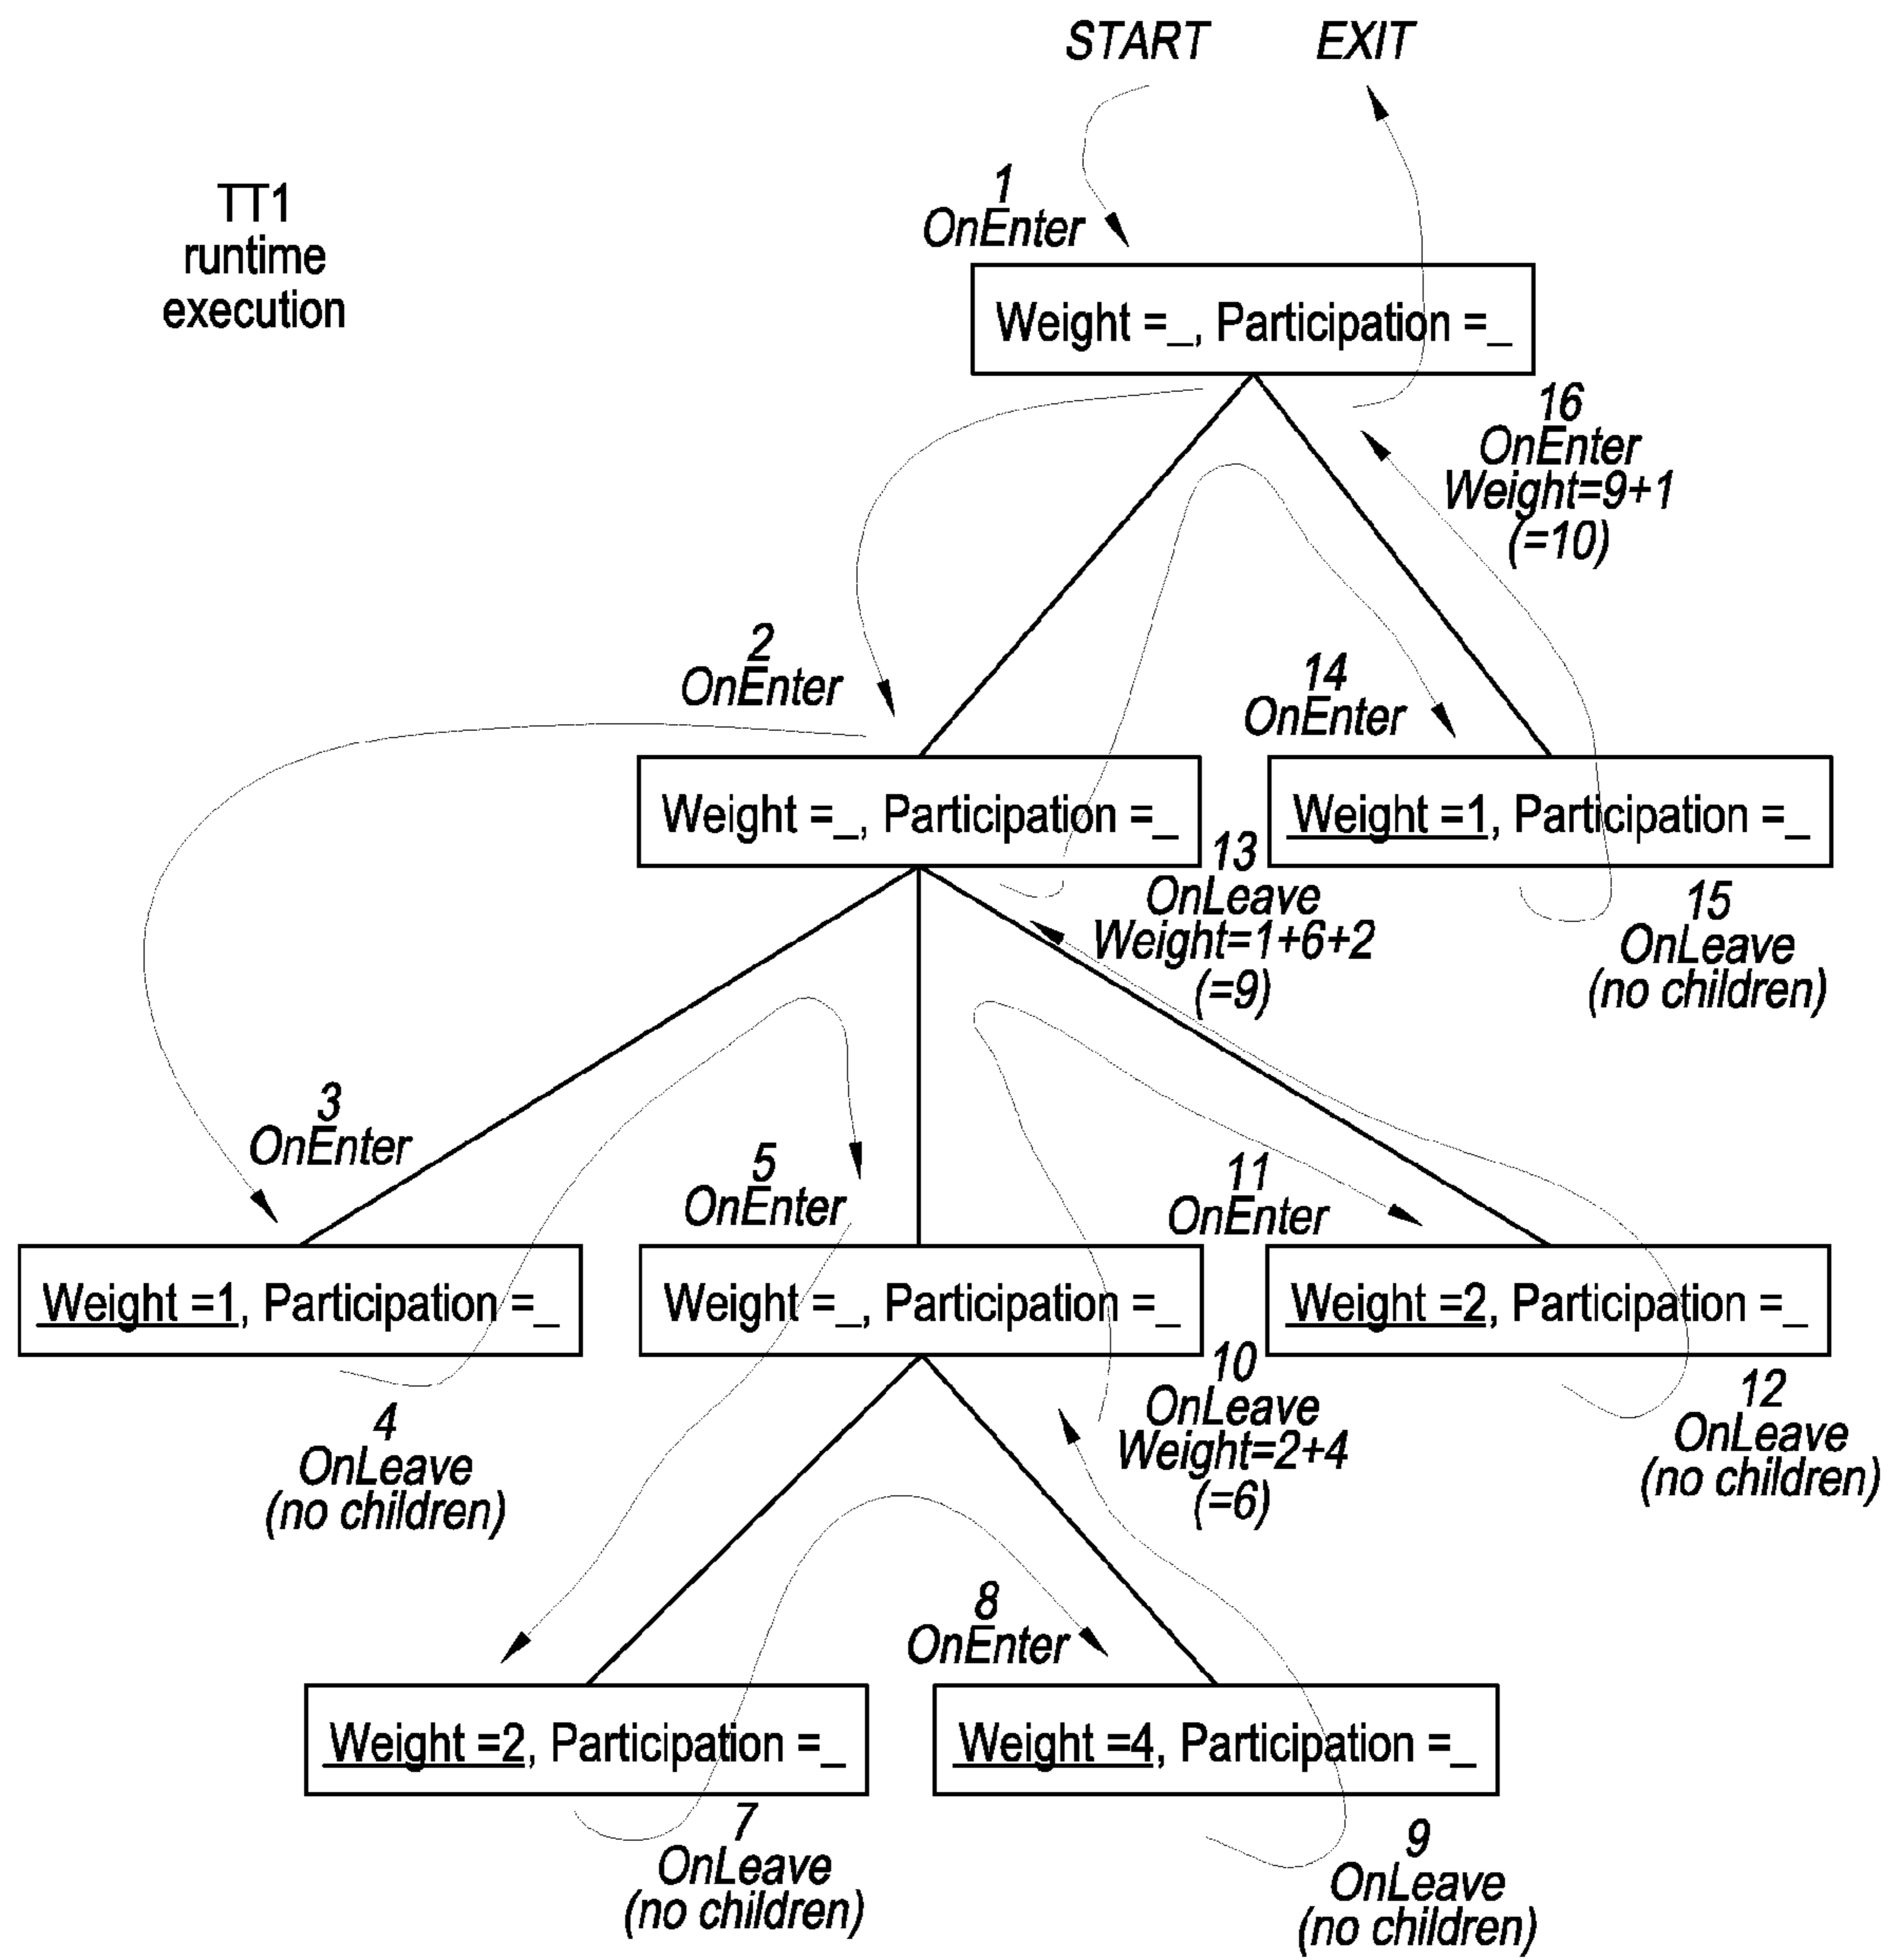 START
EXIT
TT1
runtime
execution
1
OnEnter
Weight =_, Participation =_
16
OnEnter
Weight=9+1
(=10)
2
OnEnter
14
OnEnter
Weight =_, Participation =_
Weight =1, Participation =_
13
OnLeave
Weight=1+6+2
(=9)
15
OnLeave
(no children)
3
OnEnter
5
OnEnter
11
OnEnter
Weight =1, Participation =_
Weight =_, Participation =_
Weight =2, Participation =_
4
OnLeave
(no children)
10
OnLeave
Weight=2+4
(=6)
12
OnLeave
(no children)
8
OnEnter
Weight =2, Participation =_
Weight =4, Participation =_
7
OnLeave
(no children)
9
OnLeave
(no children)